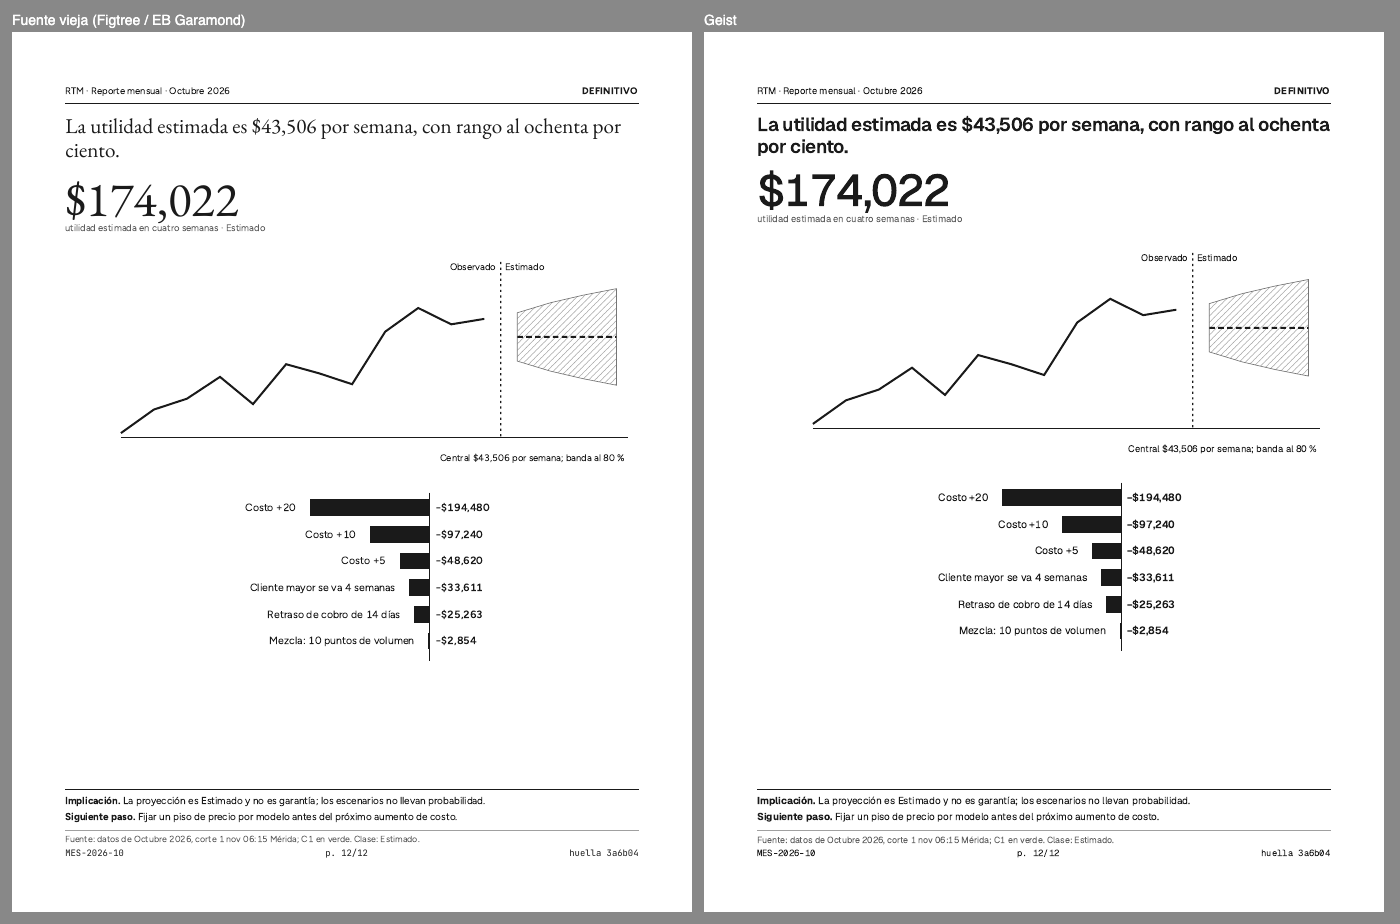 Fuente vieja (Figtree / EB Garamond)
RTM · Reporte mensual · Octubre 2026
DEFINITIVO
La utilidad estimada es $43,506 por semana, con rango al ochenta por
ciento.
$174,022
utilidad estimada en cuatro semanas · Estimado
Observado
Estimado
Central $43,506 por semana; banda al 80 %
Costo +20 −$194,480
Costo +10 −$97,240
Costo +5 −$48,620
Cliente mayor se va 4 semanas −$33,611
Retraso de cobro de 14 días −$25,263
Mezcla: 10 puntos de volumen −$2,854
Implicación. La proyección es Estimado y no es garantía; los escenarios no llevan probabilidad.
Siguiente paso. Fijar un piso de precio por modelo antes del próximo aumento de costo.
Fuente: datos de Octubre 2026, corte 1 nov 06:15 Mérida; C1 en verde. Clase: Estimado.
MES-2026-10 p. 12/12 huella 3a6b04
Geist
RTM · Reporte mensual · Octubre 2026
DEFINITIVO
La utilidad estimada es $43,506 por semana, con rango al ochenta
por ciento.
$174,022
utilidad estimada en cuatro semanas · Estimado
Observado
Estimado
Central $43,506 por semana; banda al 80 %
Costo +20 −$194,480
Costo +10 −$97,240
Costo +5 −$48,620
Cliente mayor se va 4 semanas −$33,611
Retraso de cobro de 14 días −$25,263
Mezcla: 10 puntos de volumen −$2,854
Implicación. La proyección es Estimado y no es garantía; los escenarios no llevan probabilidad.
Siguiente paso. Fijar un piso de precio por modelo antes del próximo aumento de costo.
Fuente: datos de Octubre 2026, corte 1 nov 06:15 Mérida; C1 en verde. Clase: Estimado.
MES-2026-10 p. 12/12 huella 3a6b04